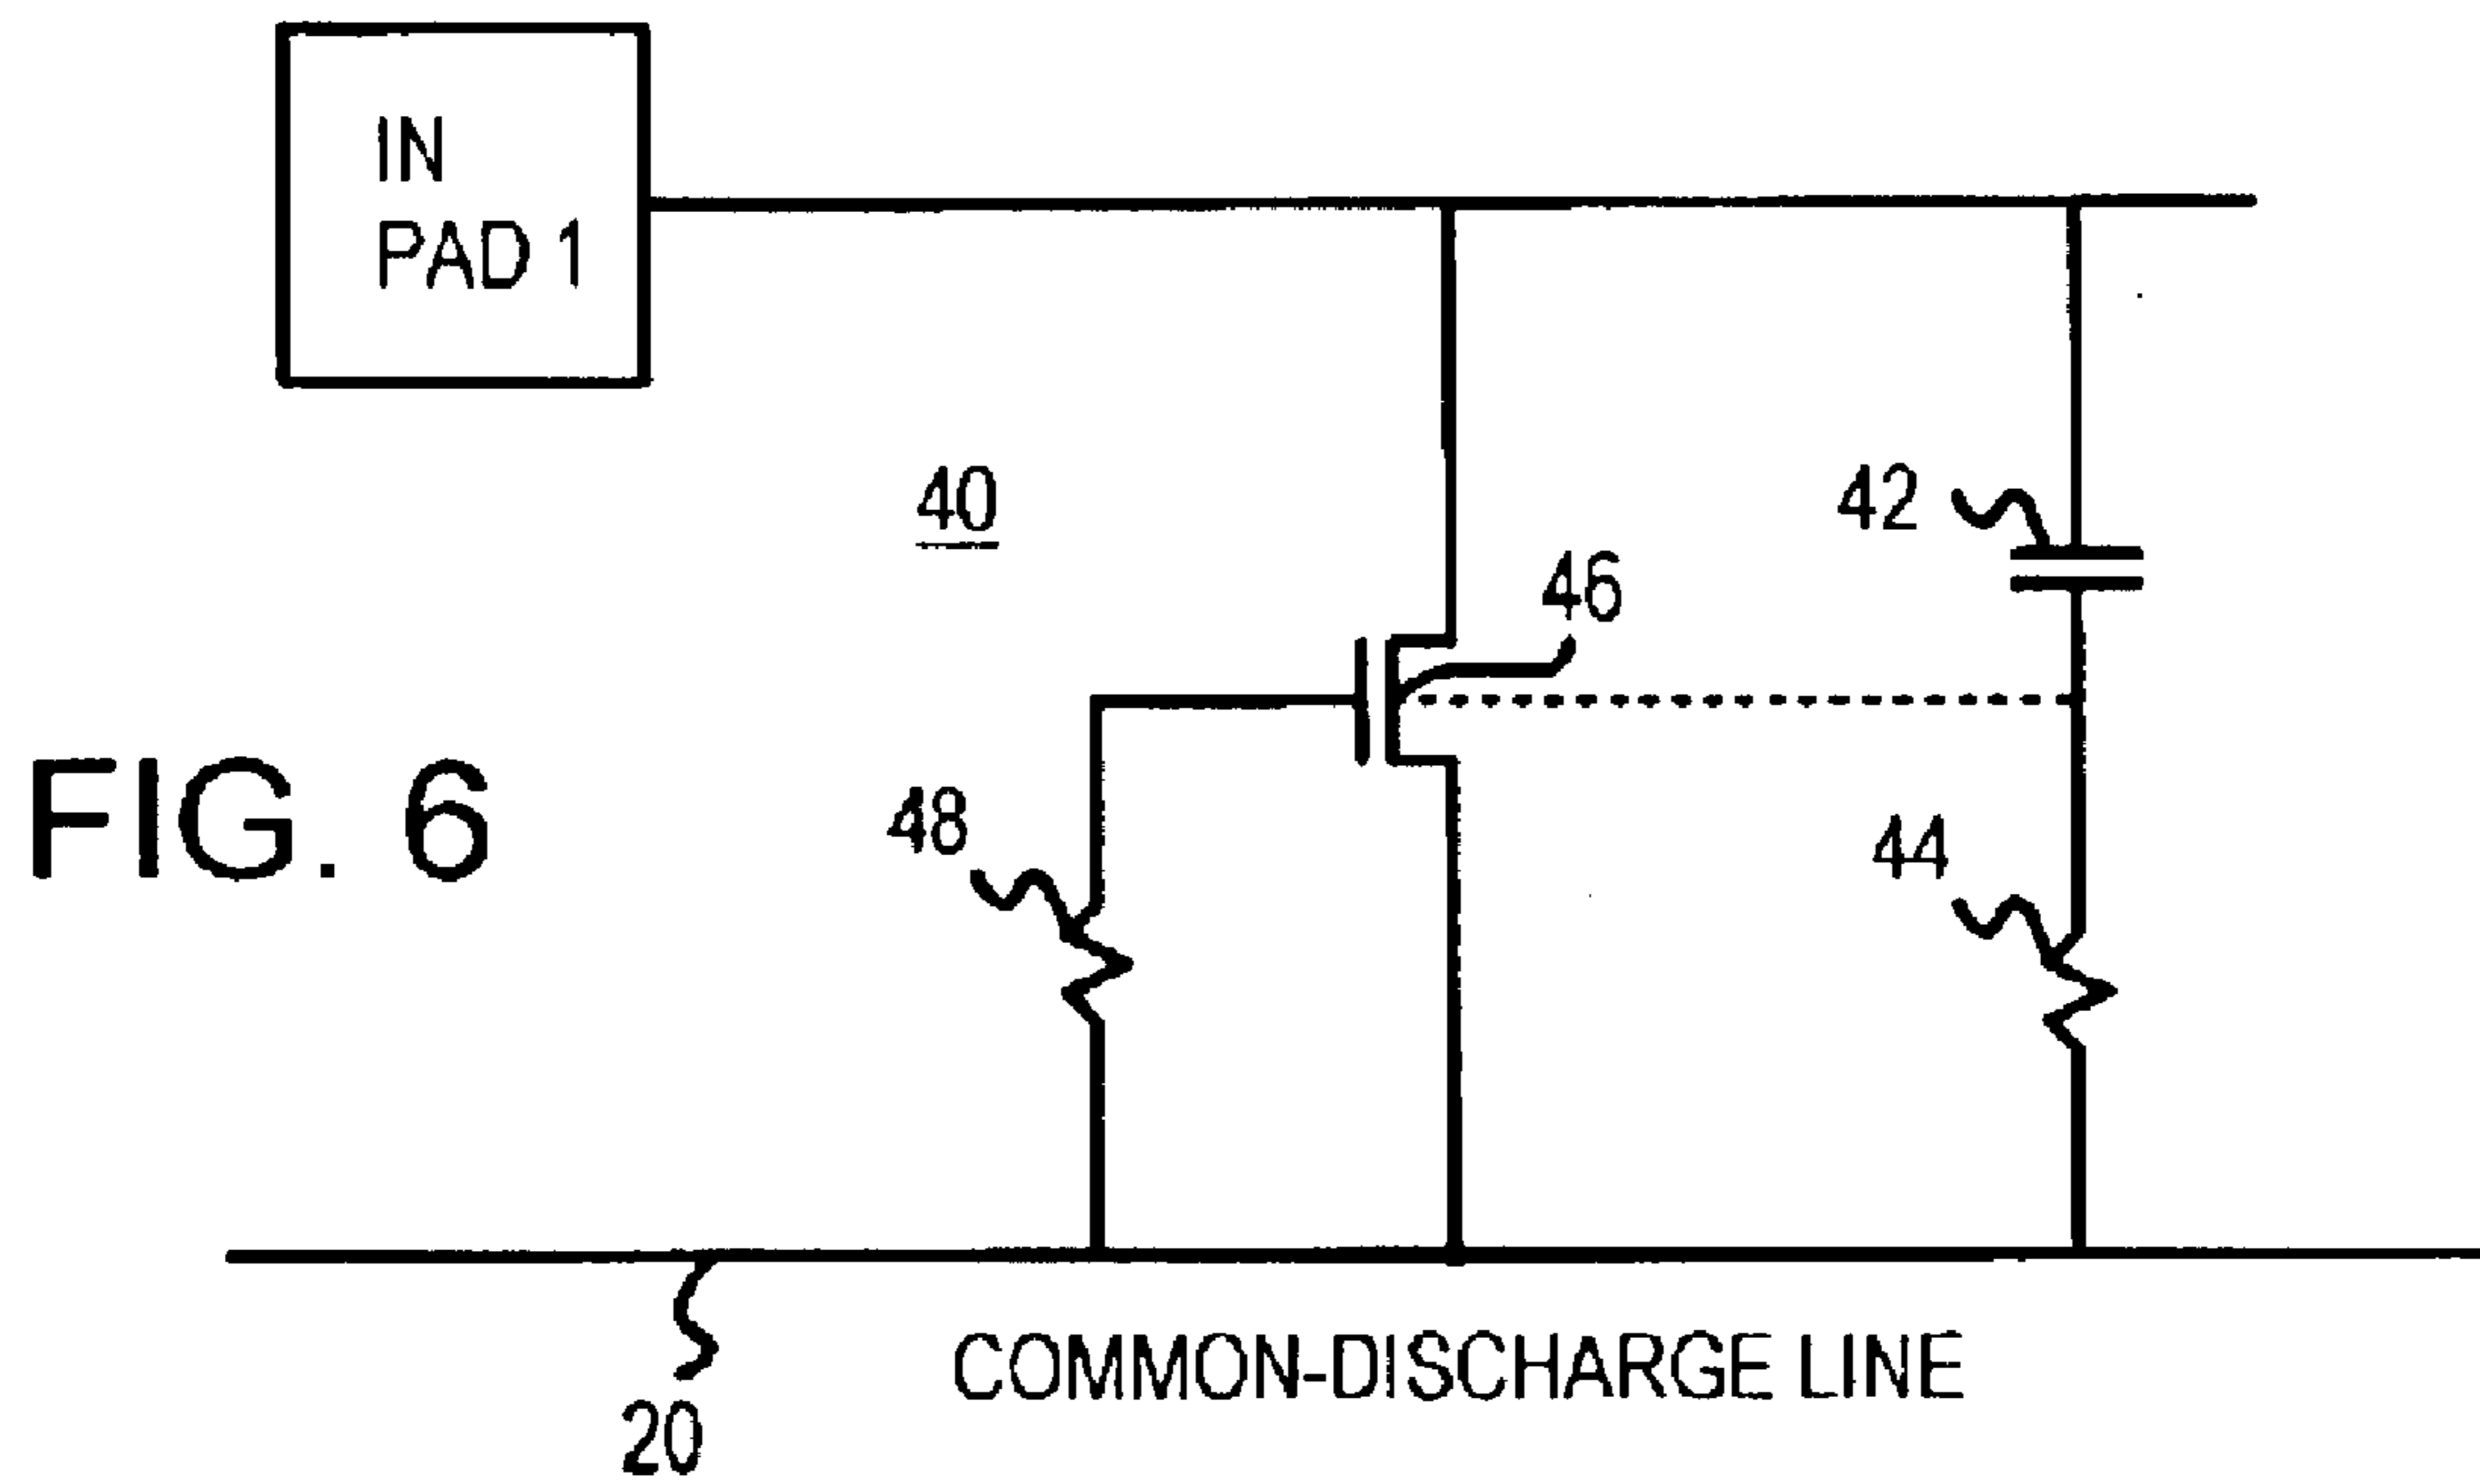 IN
PAD 1
40
42
46
48
44
FIG. 6
COMMON-DISCHARGE LINE
20